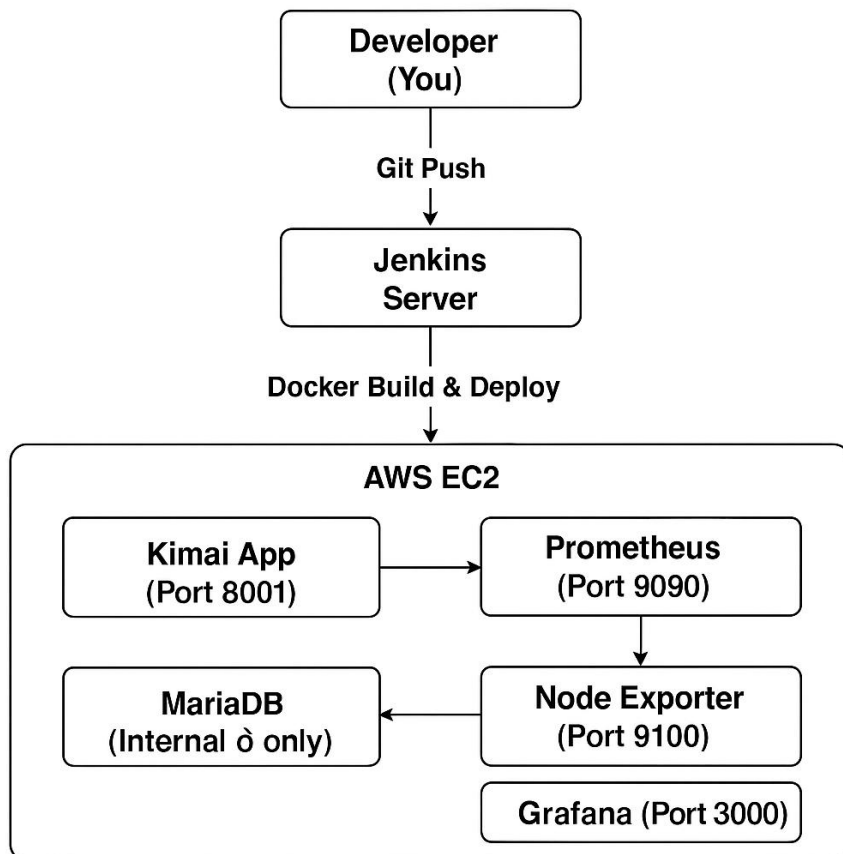 Developer
(You)
Git Push
Jenkins
Server
Docker Build & Deploy
AWS EC2
Kimai App
(Port 8001)
Prometheus
(Port 9090)
MariaDB
(Internal ò only)
Node Exporter
(Port 9100)
Grafana (Port 3000)